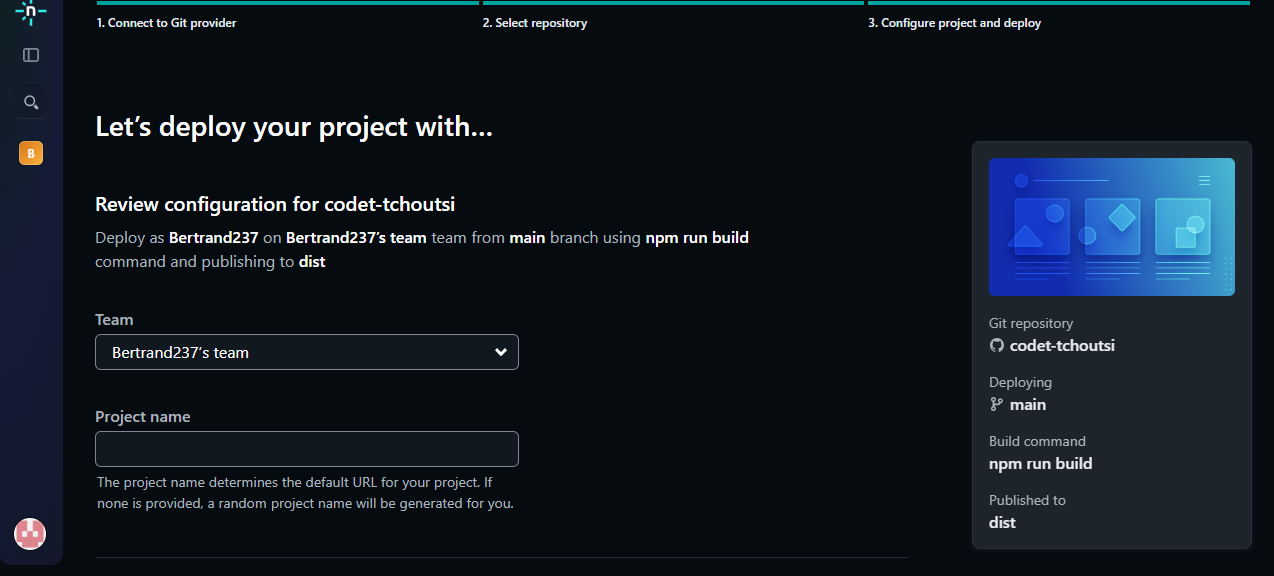 1. Connect to Git provider
2. Select repository
3. Configure project and deploy
n
B
Let’s deploy your project with…
Review configuration for codet-tchoutsi
Deploy as Bertrand237 on Bertrand237’s team team from main branch using npm run build
command and publishing to dist
Team
Bertrand237’s team
Project name
The project name determines the default URL for your project. If
none is provided, a random project name will be generated for you.
Git repository
codet-tchoutsi
Deploying
main
Build command
npm run build
Published to
dist